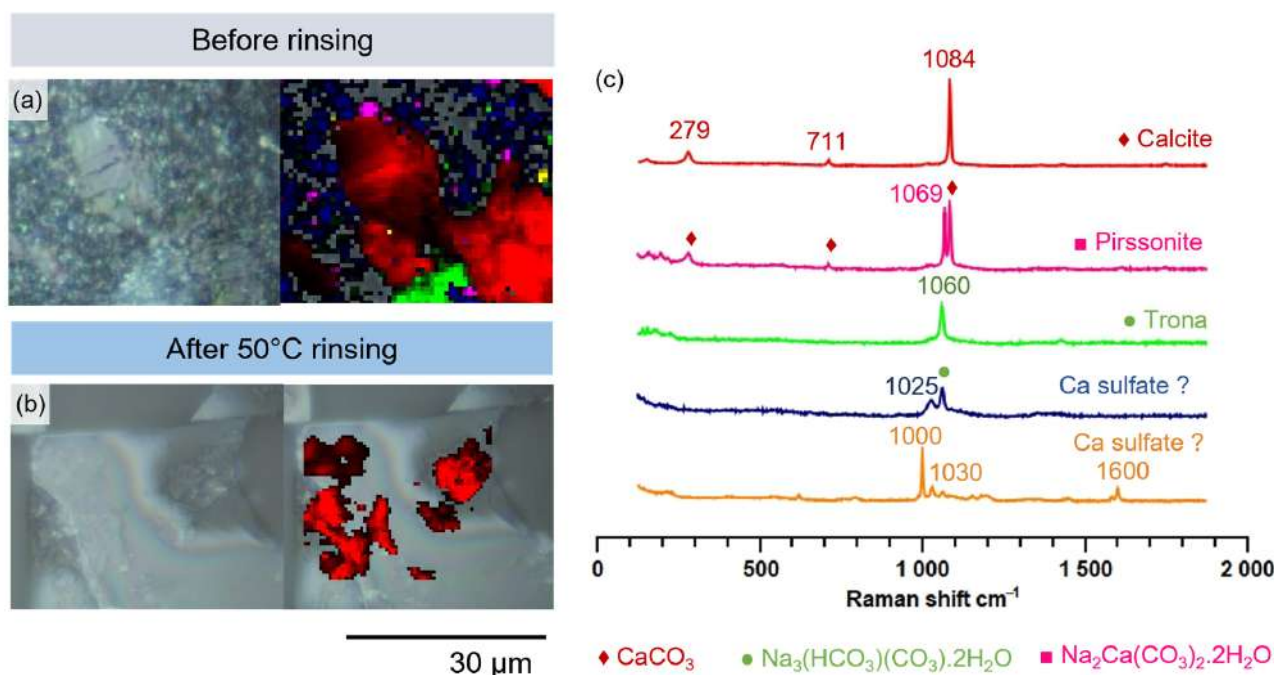 Before rinsing
(a)
After 50°C rinsing
(b)
30 µm
(c)
1084
279
711
♦ Calcite
1069
■ Pirssonite
1060
● Trona
1025
Ca sulfate ?
1000
Ca sulfate ?
1030
1600
0 500 1 000 1 500 2 000
Raman shift cm⁻¹
♦ CaCO₃ ● Na₃(HCO₃)(CO₃).2H₂O ■ Na₂Ca(CO₃)₂.2H₂O